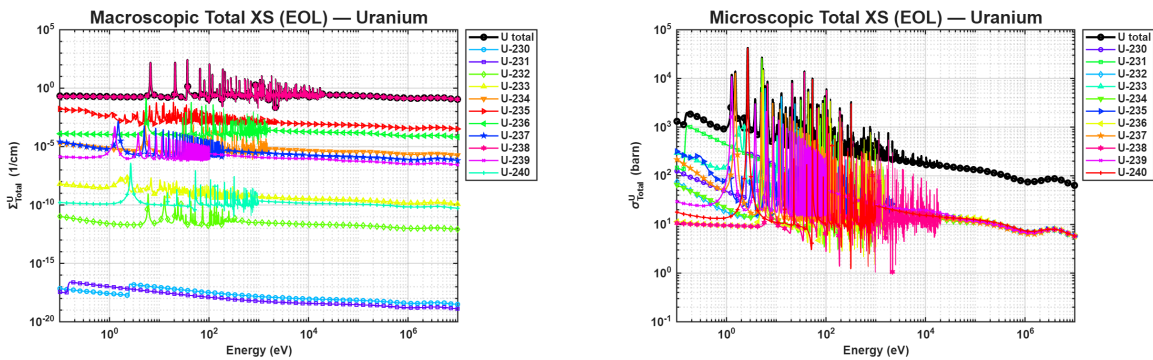 Macroscopic Total XS (EOL) — Uranium
10^5
10^0
10^-5
10^-10
10^-15
10^-20
Σ^U_Total (1/cm)
10^0
10^2
10^4
10^6
Energy (eV)
U total
U-230
U-231
U-232
U-233
U-234
U-235
U-236
U-237
U-238
U-239
U-240
Microscopic Total XS (EOL) — Uranium
10^5
10^4
10^3
10^2
10^1
10^0
10^-1
σ^U_Total (barn)
10^0
10^2
10^4
10^6
Energy (eV)
U total
U-230
U-231
U-232
U-234
U-235
U-236
U-237
U-238
U-239
U-240